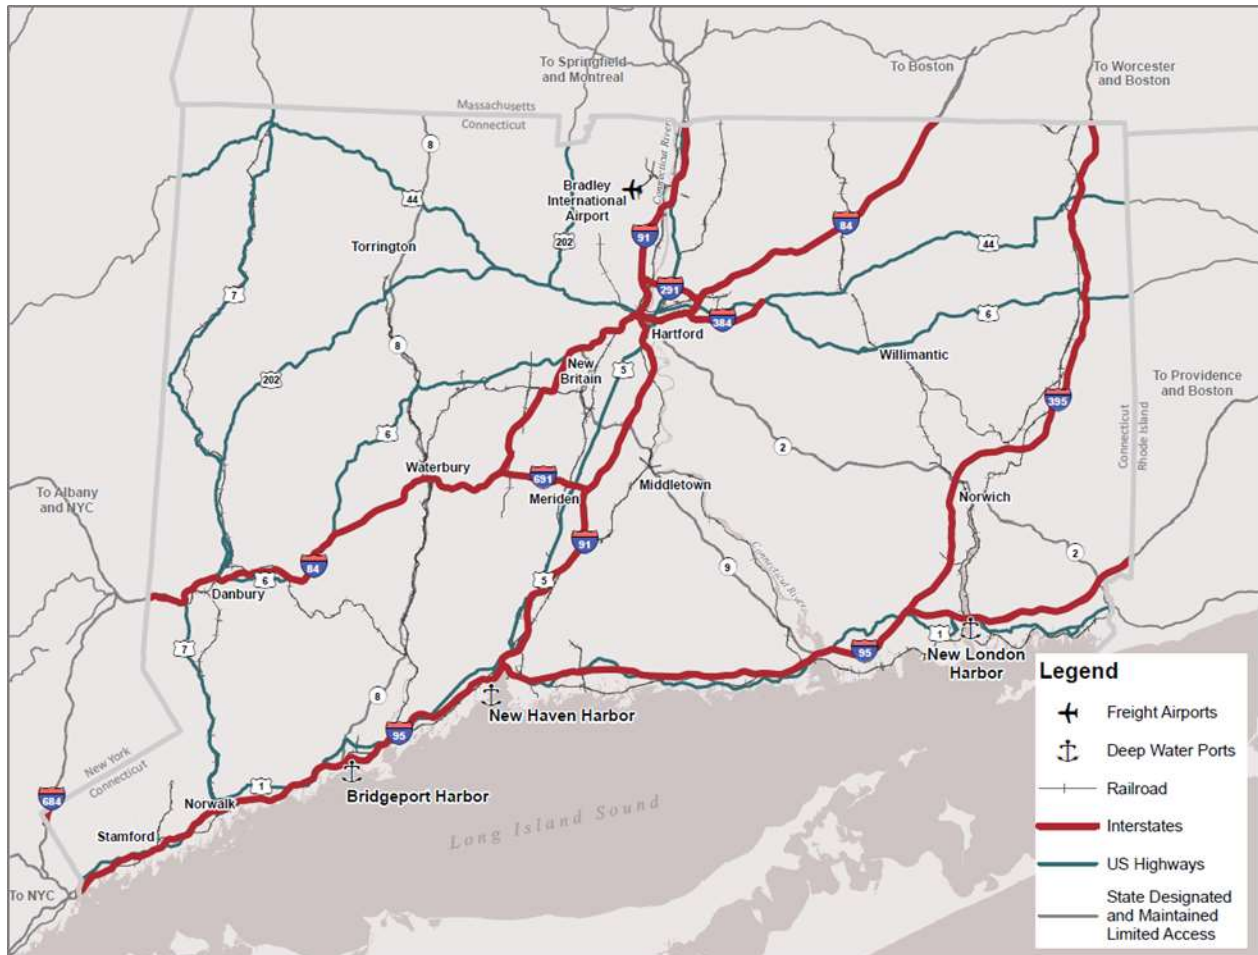 To Springfield
and Montreal
To Boston
To Worcester
and Boston
Massachusetts
Connecticut
8
Connecticut River
44
Bradley
International
Airport
91
84
Torrington
202
44
7
291
384
6
8
Hartford
Willimantic
New
Britain
5
202
To Providence
and Boston
395
6
2
Connecticut
Rhode Island
Waterbury
691
Meriden
Middletown
Norwich
To Albany
and NYC
91
2
84
6
5
9
Connecticut River
Danbury
7
1
95
New London
Harbor
8
New Haven Harbor
95
New York
Connecticut
1
Bridgeport Harbor
684
Norwalk
Stamford
Long Island Sound
To NYC
Legend
Freight Airports
Deep Water Ports
Railroad
Interstates
US Highways
State Designated
and Maintained
Limited Access